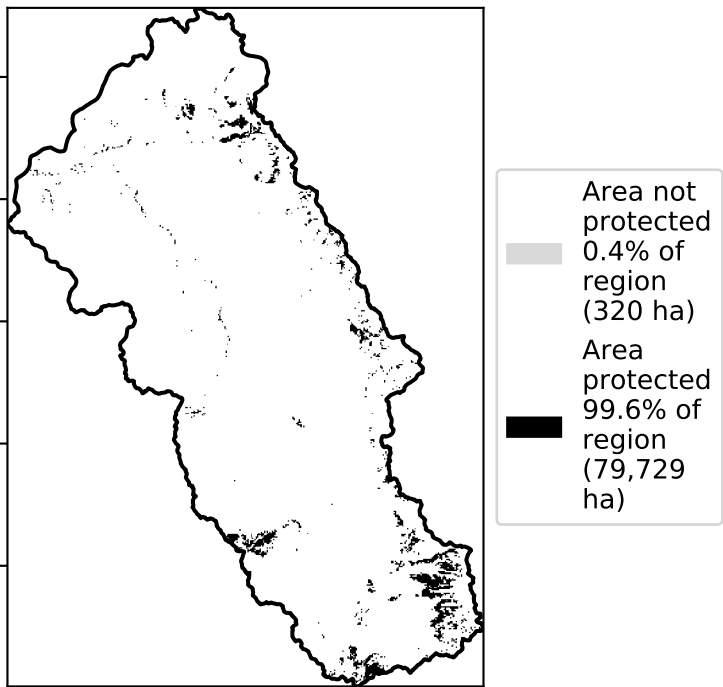 Area not
protected
0.4% of
region
(320 ha)
Area
protected
99.6% of
region
(79,729
ha)